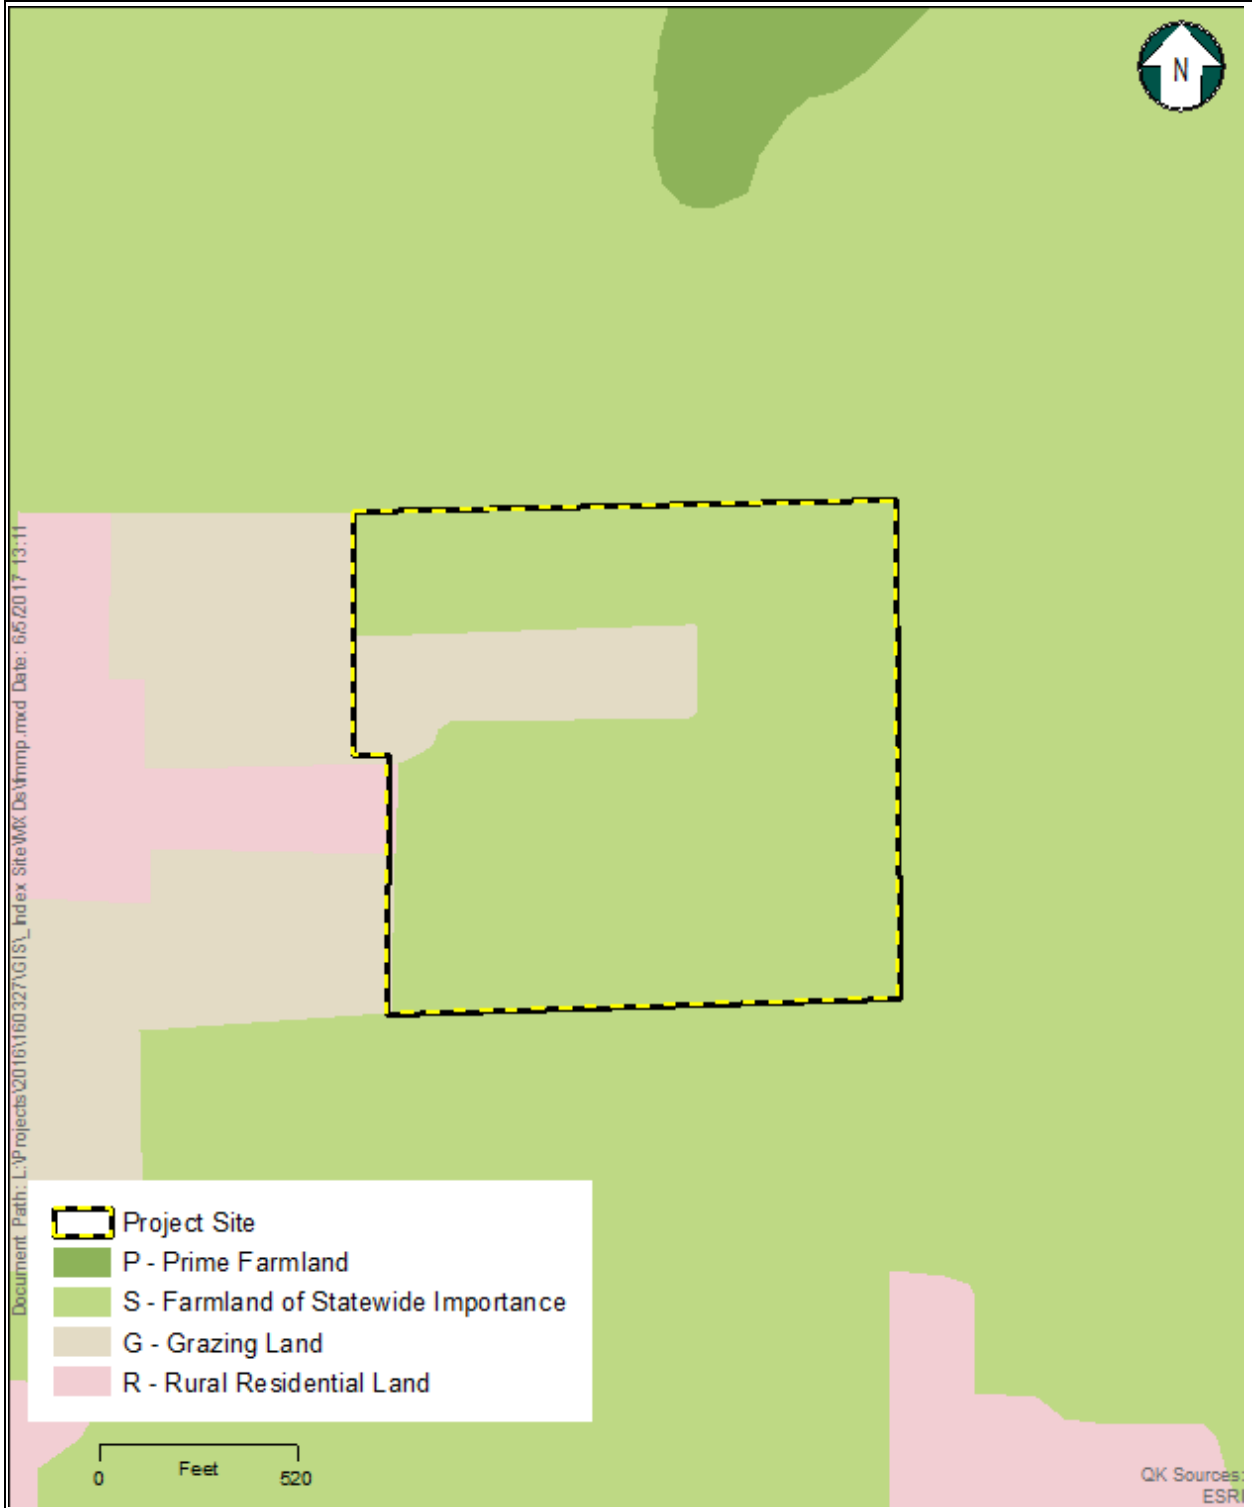 N
Document Path: L:\Projects\2016\160327\GIS\_Index Site\MXDs\fmmp.mxd Date: 6/5/2017 13:11
Project Site
P - Prime Farmland
S - Farmland of Statewide Importance
G - Grazing Land
R - Rural Residential Land
0 Feet 520
QK Sources:
ESRI